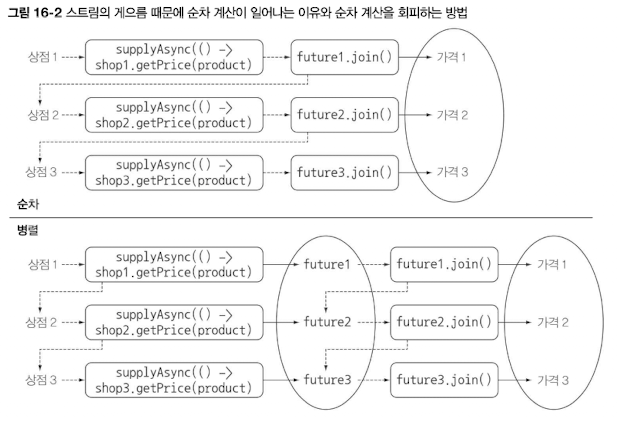 그림 16-2 스트림의 게으름 때문에 순차 계산이 일어나는 이유와 순차 계산을 회피하는 방법
상점 1 supplyAsync(() -> future1.join() 가격 1
shop1.getPrice(product)
상점 2 supplyAsync(() -> future2.join() 가격 2
shop2.getPrice(product)
상점 3 supplyAsync(() -> future3.join() 가격 3
shop3.getPrice(product)
순차
병렬
상점 1 supplyAsync(() -> future1 future1.join() 가격 1
shop1.getPrice(product)
상점 2 supplyAsync(() -> future2 future2.join() 가격 2
shop2.getPrice(product)
상점 3 supplyAsync(() -> future3 future3.join() 가격 3
shop3.getPrice(product)